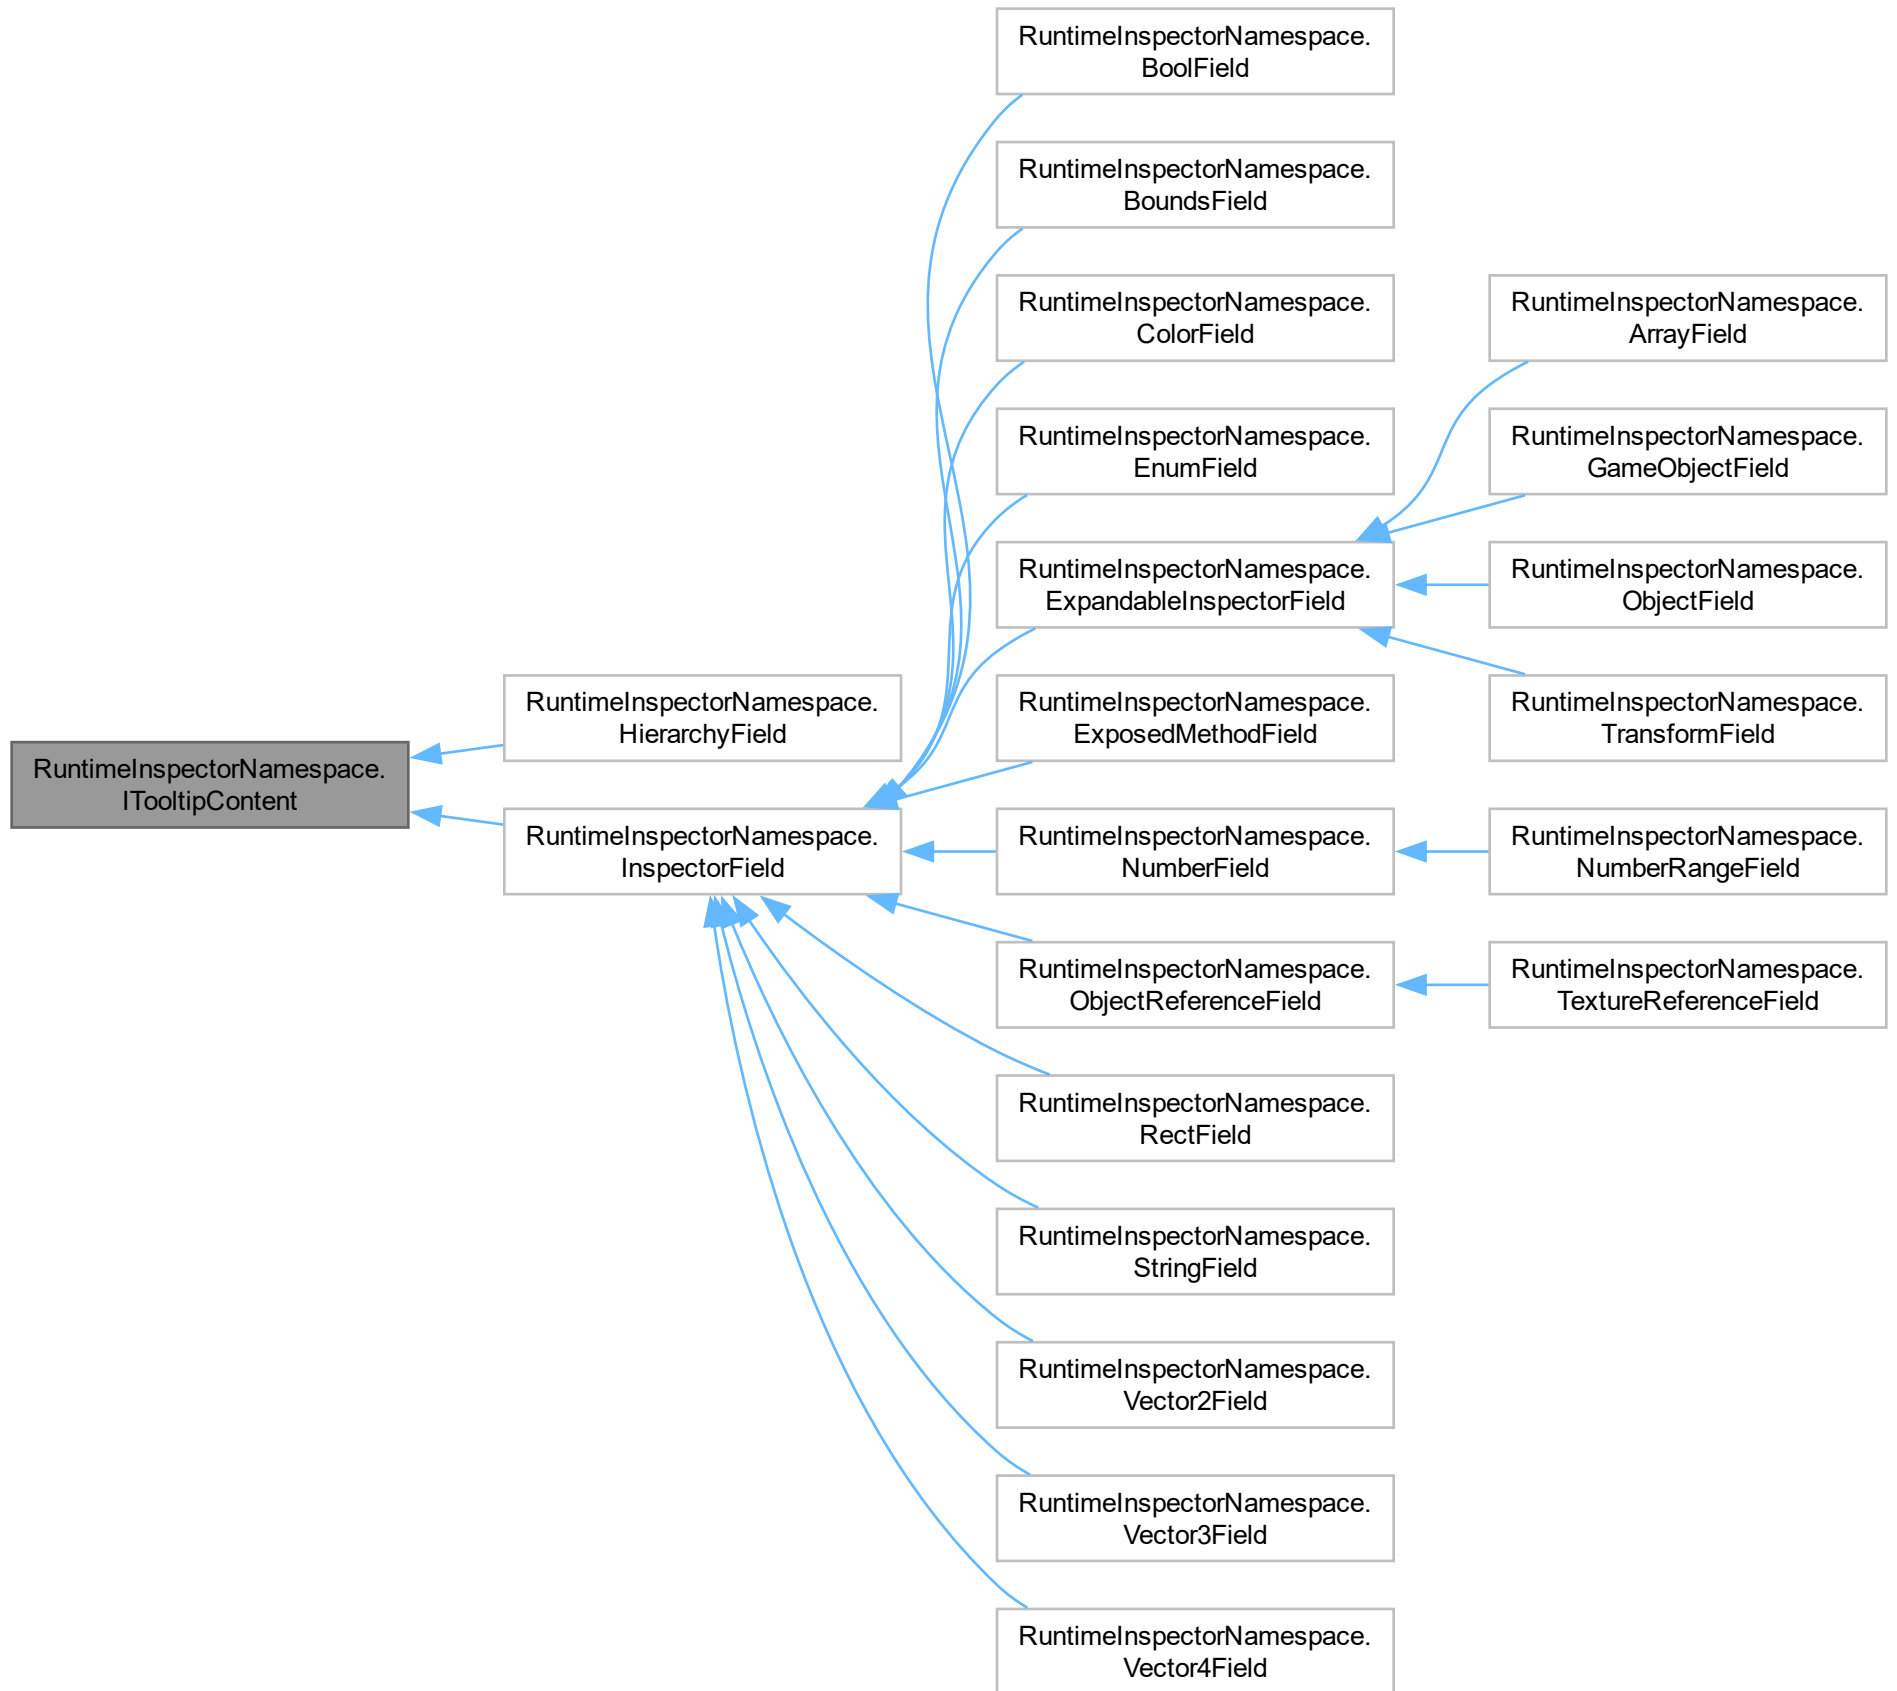 RuntimeInspectorNamespace.
ITooltipContent
RuntimeInspectorNamespace.
HierarchyField
RuntimeInspectorNamespace.
InspectorField
RuntimeInspectorNamespace.
BoolField
RuntimeInspectorNamespace.
BoundsField
RuntimeInspectorNamespace.
ColorField
RuntimeInspectorNamespace.
EnumField
RuntimeInspectorNamespace.
ExpandableInspectorField
RuntimeInspectorNamespace.
ExposedMethodField
RuntimeInspectorNamespace.
NumberField
RuntimeInspectorNamespace.
ObjectReferenceField
RuntimeInspectorNamespace.
RectField
RuntimeInspectorNamespace.
StringField
RuntimeInspectorNamespace.
Vector2Field
RuntimeInspectorNamespace.
Vector3Field
RuntimeInspectorNamespace.
Vector4Field
RuntimeInspectorNamespace.
ArrayField
RuntimeInspectorNamespace.
GameObjectField
RuntimeInspectorNamespace.
ObjectField
RuntimeInspectorNamespace.
TransformField
RuntimeInspectorNamespace.
NumberRangeField
RuntimeInspectorNamespace.
TextureReferenceField